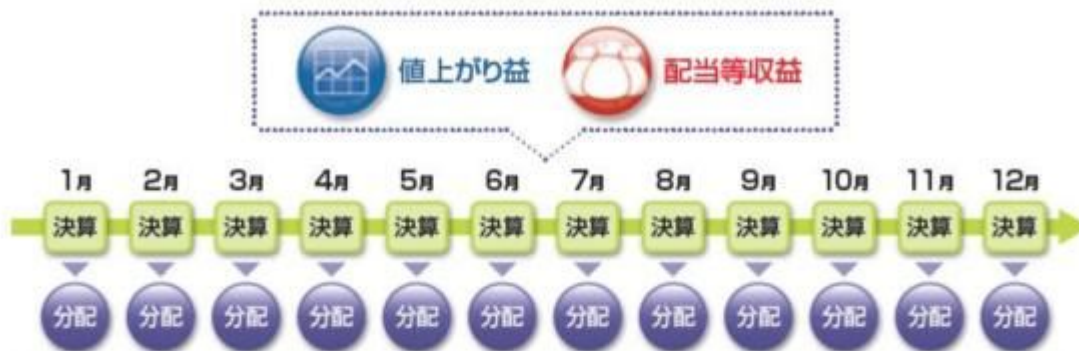 値上がり益 配当等収益
1月 2月 3月 4月 5月 6月 7月 8月 9月 10月 11月 12月
決算 決算 決算 決算 決算 決算 決算 決算 決算 決算 決算 決算
分配 分配 分配 分配 分配 分配 分配 分配 分配 分配 分配 分配